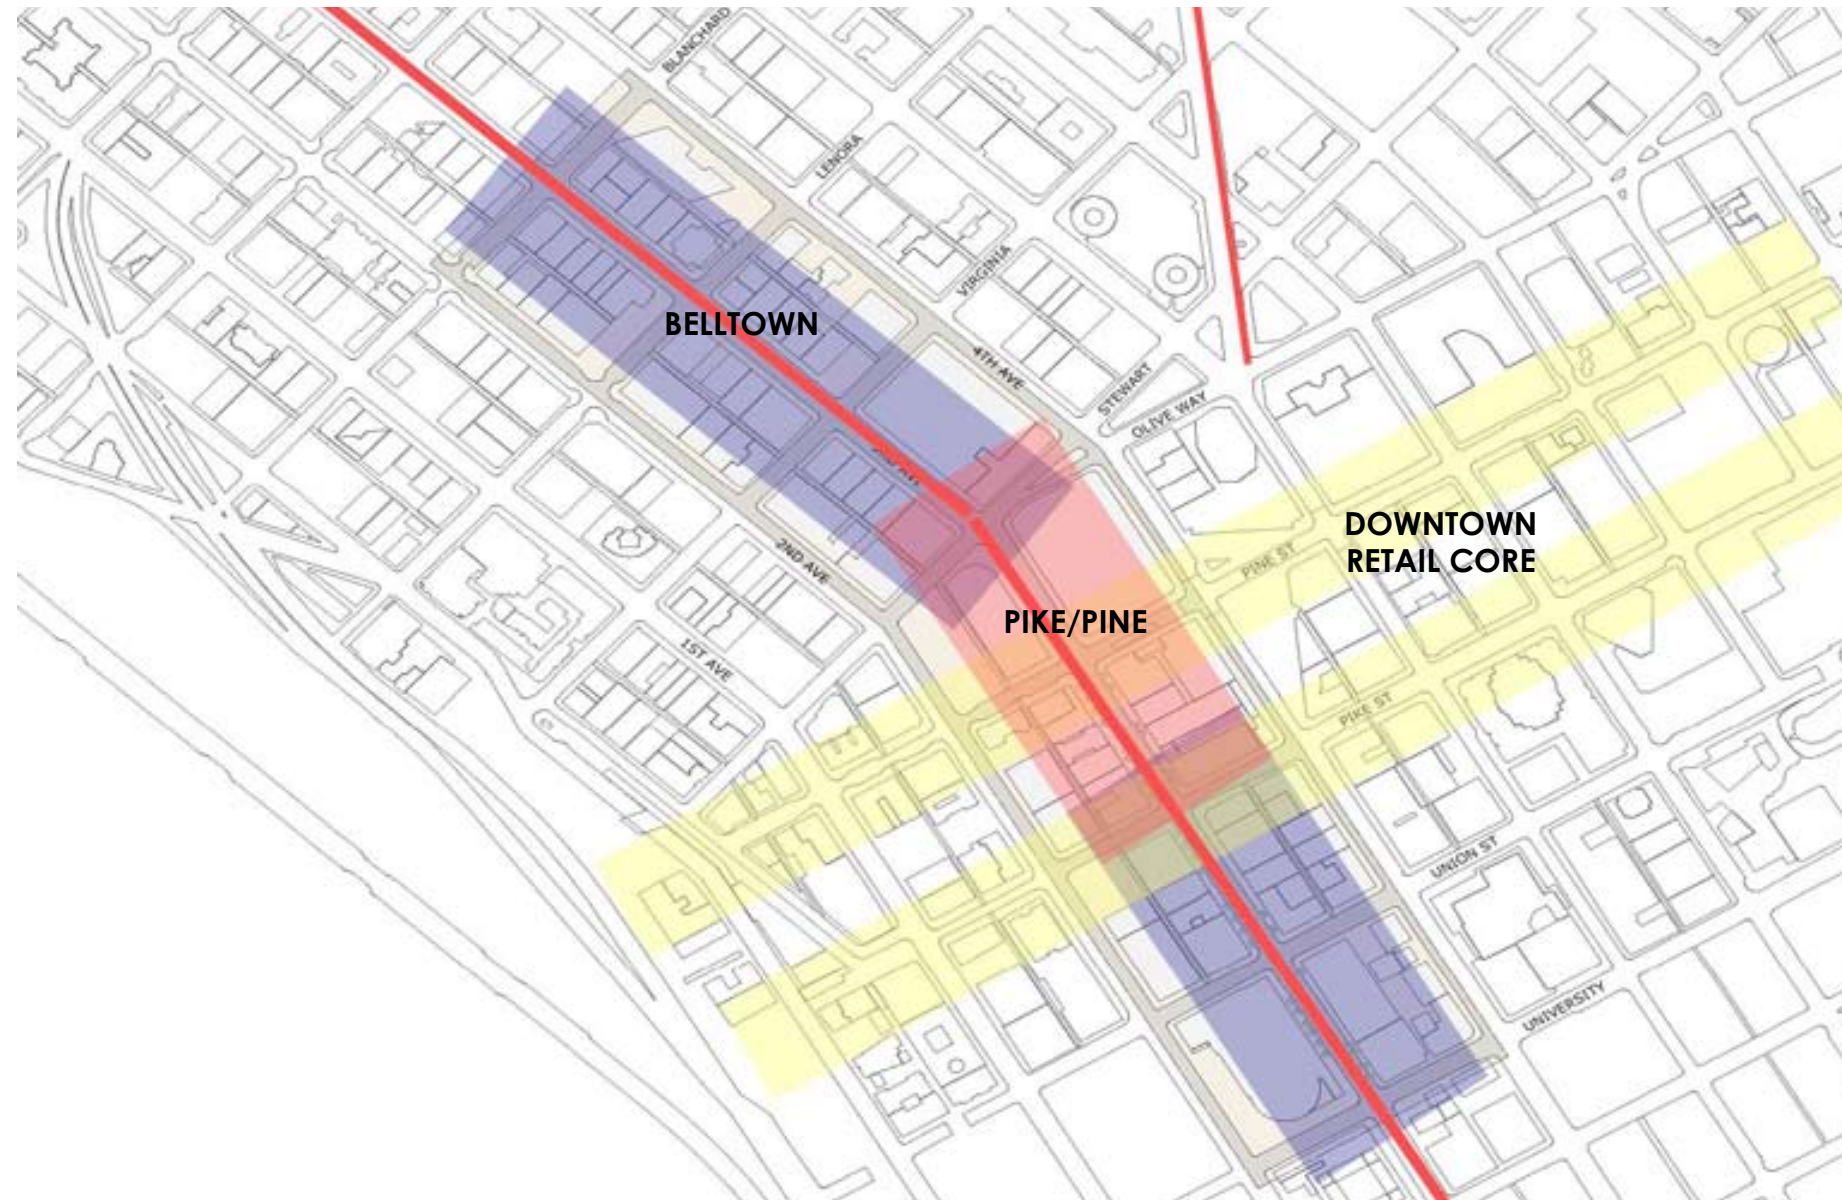 BLANCHARD
LENORA
VIRGINIA
BELLTOWN
4TH AVE
STEWART
OLIVE WAY
DOWNTOWN
RETAIL CORE
2ND AVE
PINE ST
PIKE/PINE
1ST AVE
PIKE ST
UNION ST
UNIVERSITY